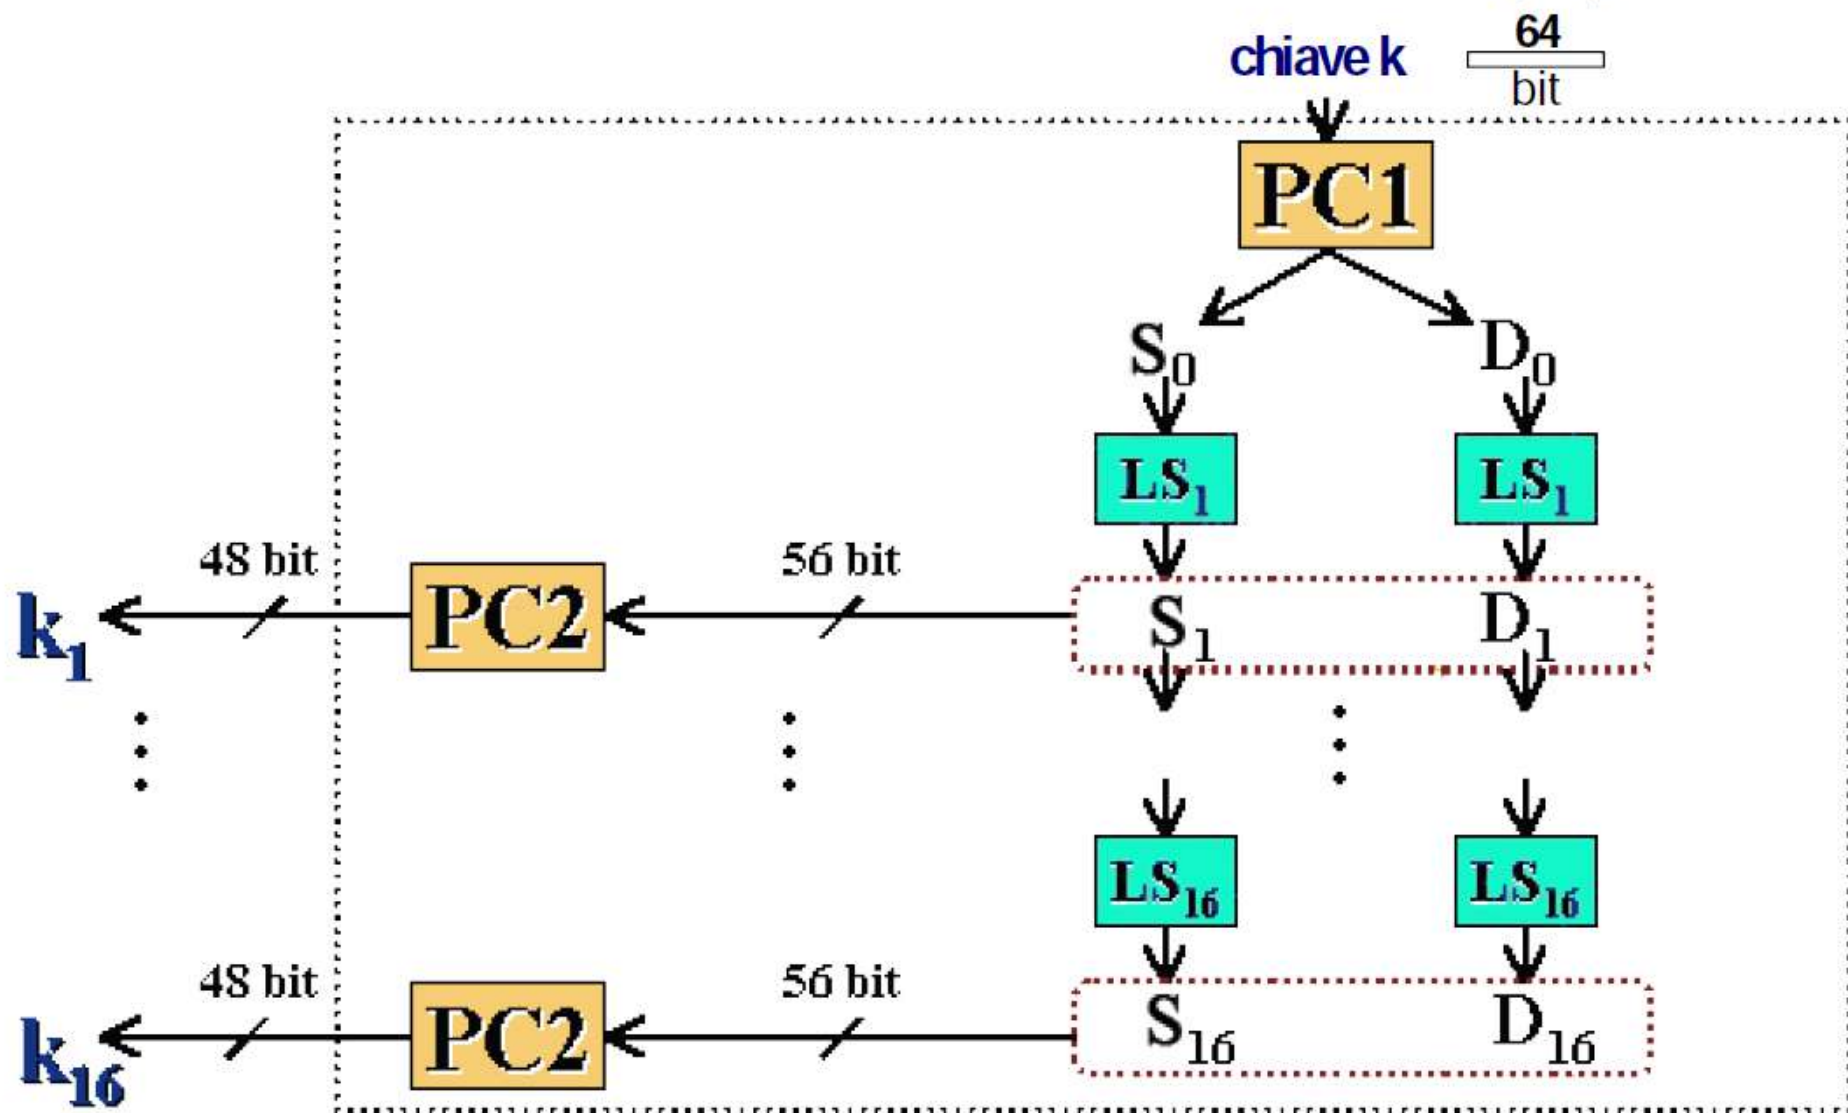 chiave k 64
bit
PC1
S0 D0
LS1 LS1
48 bit 56 bit
k1 PC2 S1 D1
LS16 LS16
48 bit 56 bit
k16 PC2 S16 D16